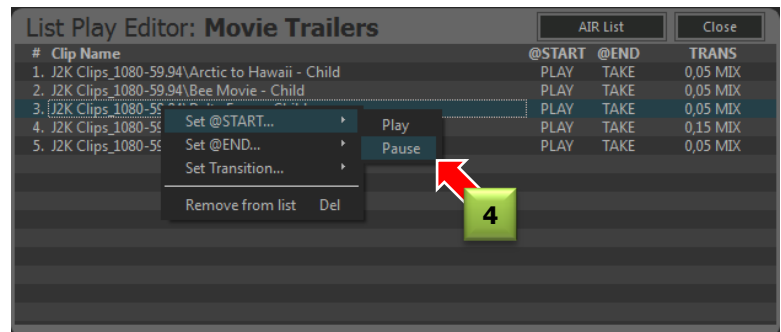 List Play Editor: Movie Trailers AIR List Close
# Clip Name @START @END TRANS
1. J2K Clips_1080-59.94\Arctic to Hawaii - Child PLAY TAKE 0,05 MIX
2. J2K Clips_1080-59.94\Bee Movie - Child PLAY TAKE 0,05 MIX
3. J2K Clips_1080-59.94\ PLAY TAKE 0,05 MIX
4. J2K Clips_1080-59 PLAY TAKE 0,15 MIX
5. J2K Clips_1080-59 PLAY TAKE 0,05 MIX
Set @START...
Set @END...
Set Transition...
Remove from list Del
Play
Pause
4